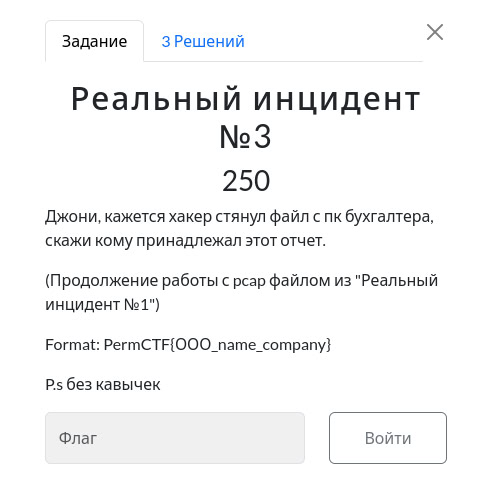 Задание 3 Решений
Реальный инцидент
№3
250
Джони, кажется хакер стянул файл с пк бухгалтера,
скажи кому принадлежал этот отчет.
(Продолжение работы с pcap файлом из "Реальный
инцидент №1")
Format: PermCTF{ООО_name_company}
P.s без кавычек
Флаг Войти